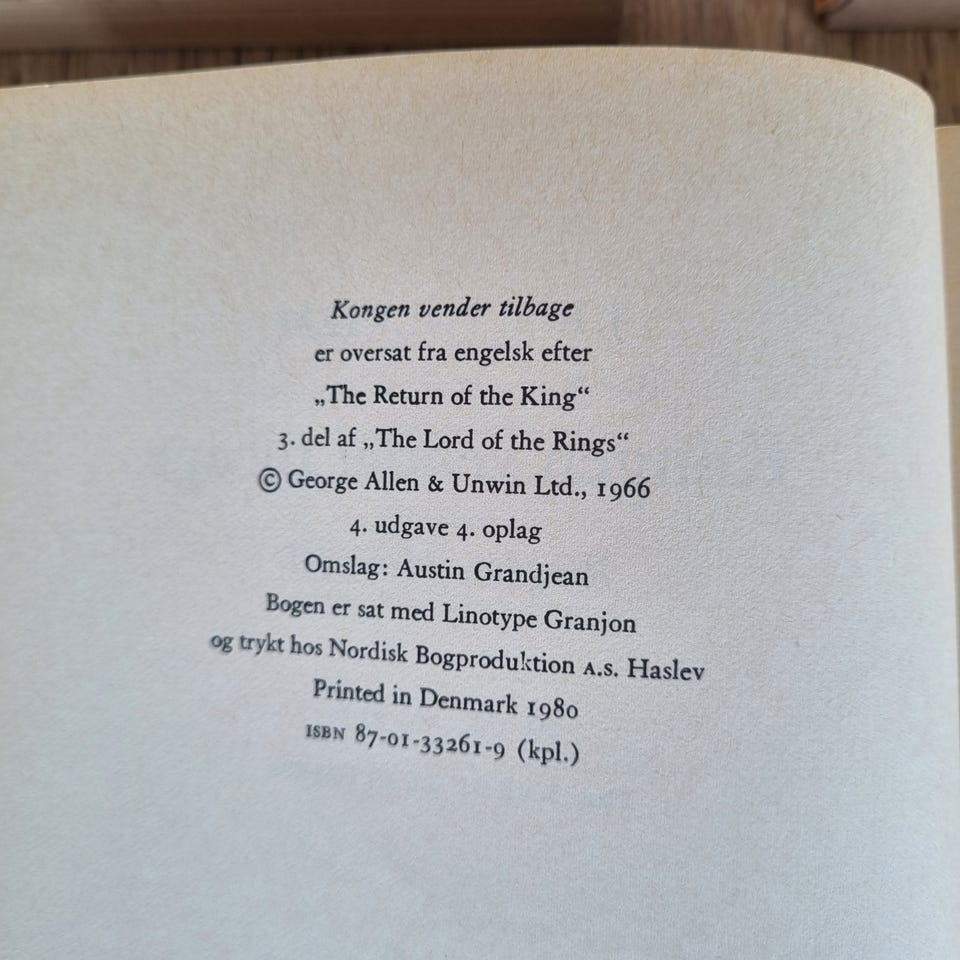 Kongen vender tilbage
er oversat fra engelsk efter
„The Return of the King“
3. del af „The Lord of the Rings“
© George Allen & Unwin Ltd., 1966
4. udgave 4. oplag
Omslag: Austin Grandjean
Bogen er sat med Linotype Granjon
og trykt hos Nordisk Bogproduktion A.S. Haslev
Printed in Denmark 1980
ISBN 87-01-33261-9 (kpl.)